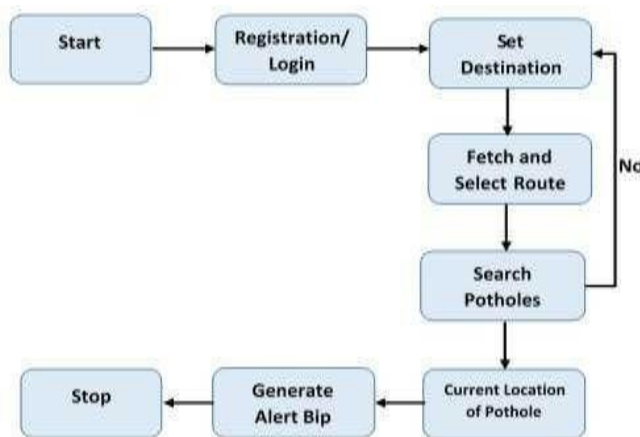 Start
Registration/
Login
Set
Destination
Fetch and
Select Route
No
Search
Potholes
Current Location
of Pothole
Generate
Alert Bip
Stop